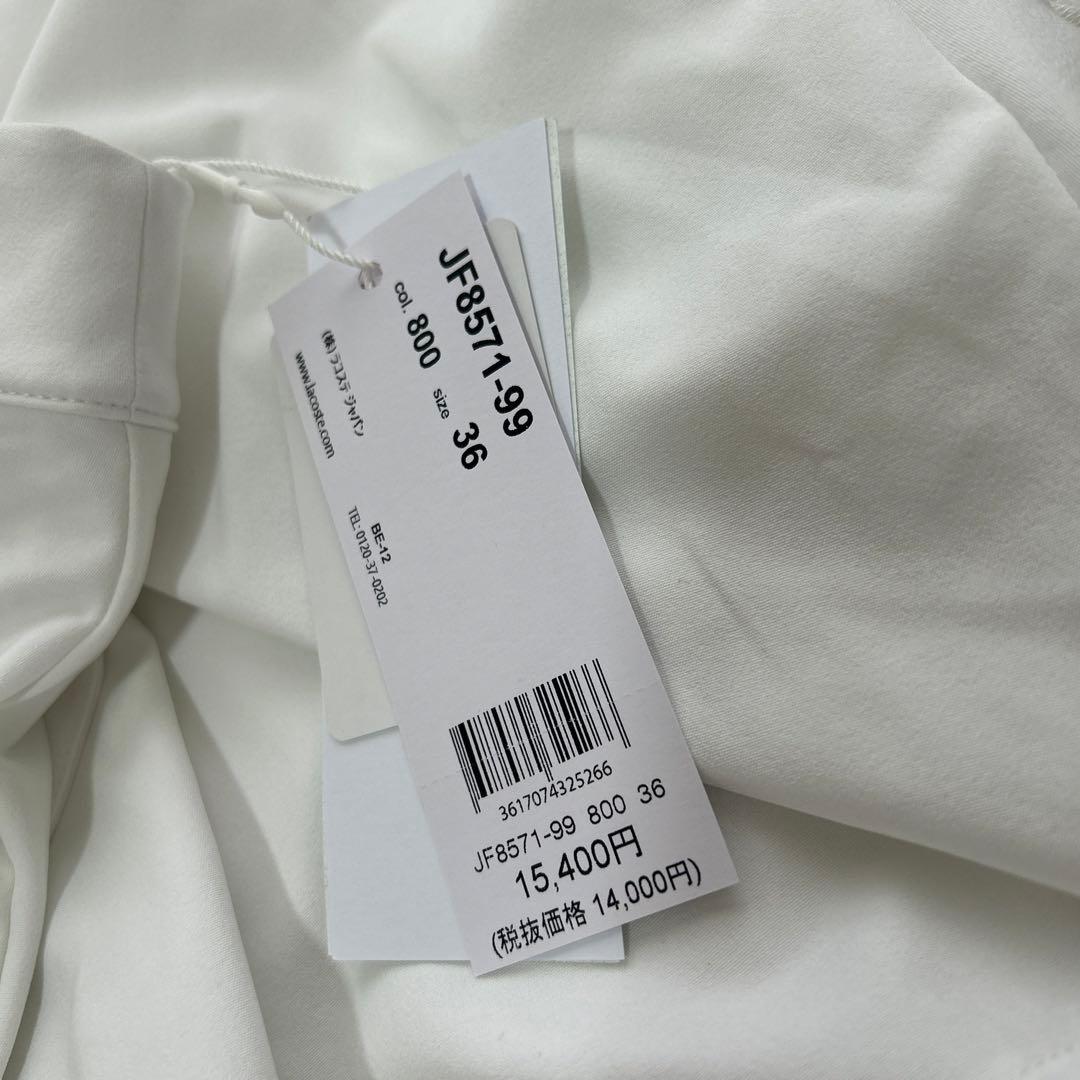 JF8571-99
col. 800 size 36
(株) ラコステ ジャパン
www.lacoste.com
BE-12
TEL: 0120-37-0202
3617074325266
JF8571-99 800 36
15,400円
(税抜価格 14,000円)